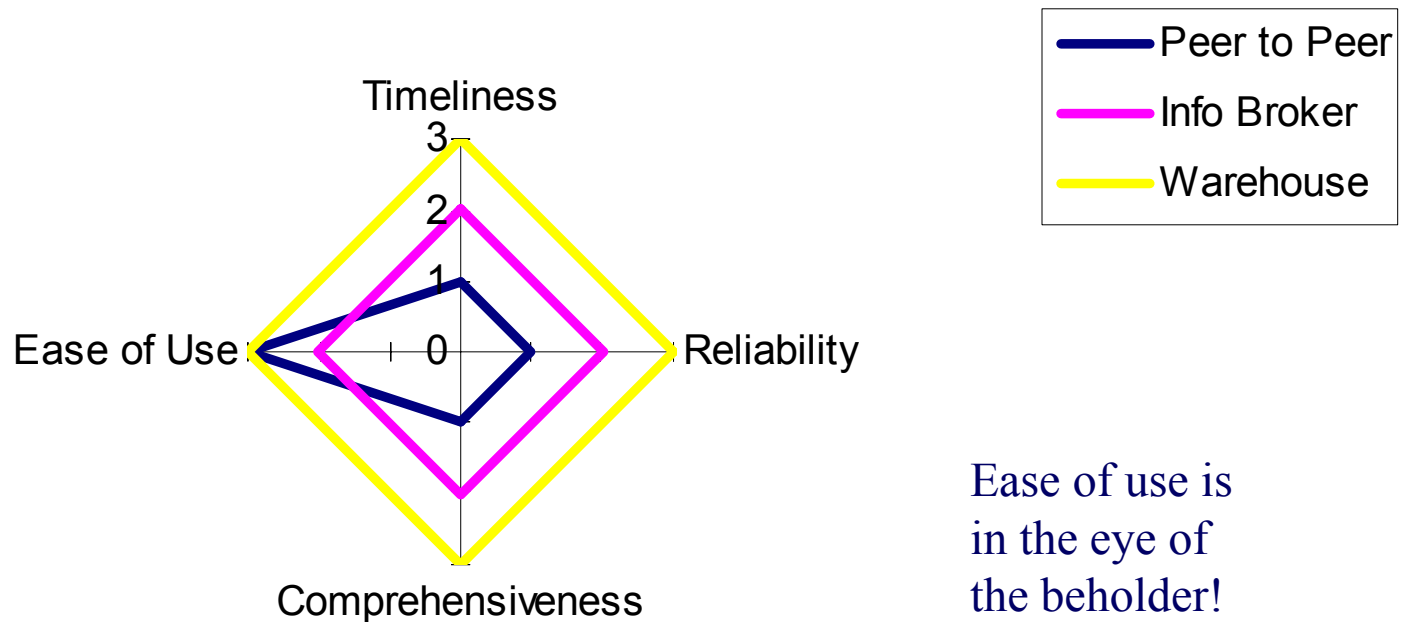 Peer to Peer
Info Broker
Warehouse
Timeliness
3
2
1
0
Ease of Use
Reliability
Comprehensiveness
Ease of use is
in the eye of
the beholder!